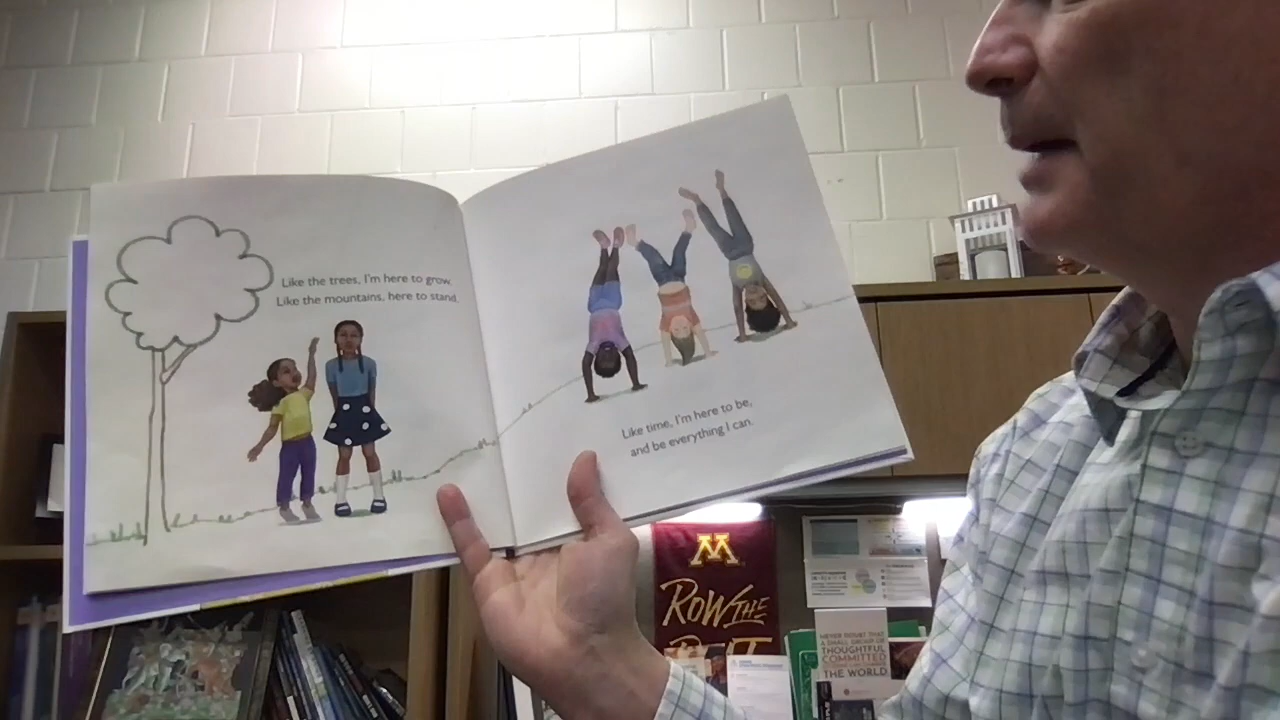 Like the trees, I'm here to grow.
Like the mountains, here to stand.
Like time, I'm here to be,
and be everything I can.
M
ROW THE
NEVER DOUBT THAT
A SMALL GROUP OF
THOUGHTFUL
COMMITTED
THE WORLD